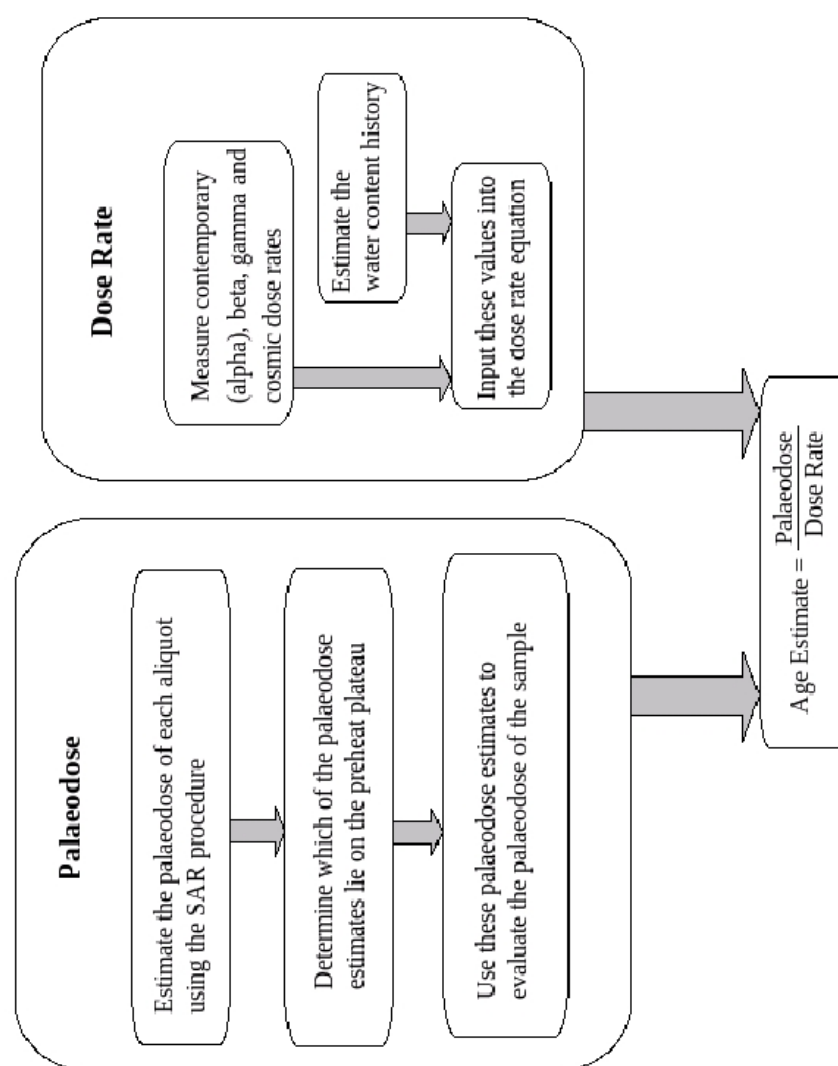 Palaeodose
Estimate the palaeodose of each aliquot
using the SAR procedure
Determine which of the palaeodose
estimates lie on the preheat plateau
Use these palaeodose estimates to
evaluate the palaeodose of the sample
Dose Rate
Measure contemporary
(alpha), beta, gamma and
cosmic dose rates
Estimate the
water content history
Input these values into
the dose rate equation
Age Estimate = Palaeodose
Dose Rate